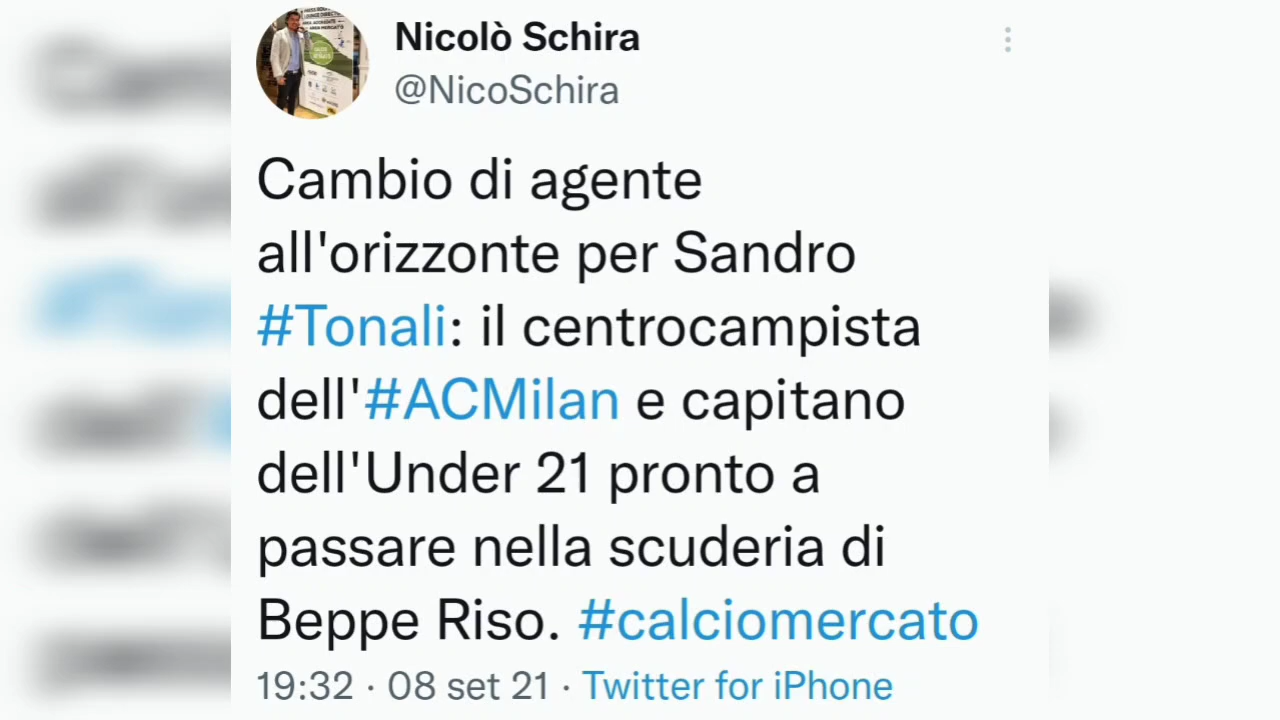 Nicolò Schira
@NicoSchira
Cambio di agente
all'orizzonte per Sandro
#Tonali: il centrocampista
dell'#ACMilan e capitano
dell'Under 21 pronto a
passare nella scuderia di
Beppe Riso. #calciomercato
19:32 · 08 set 21 · Twitter for iPhone